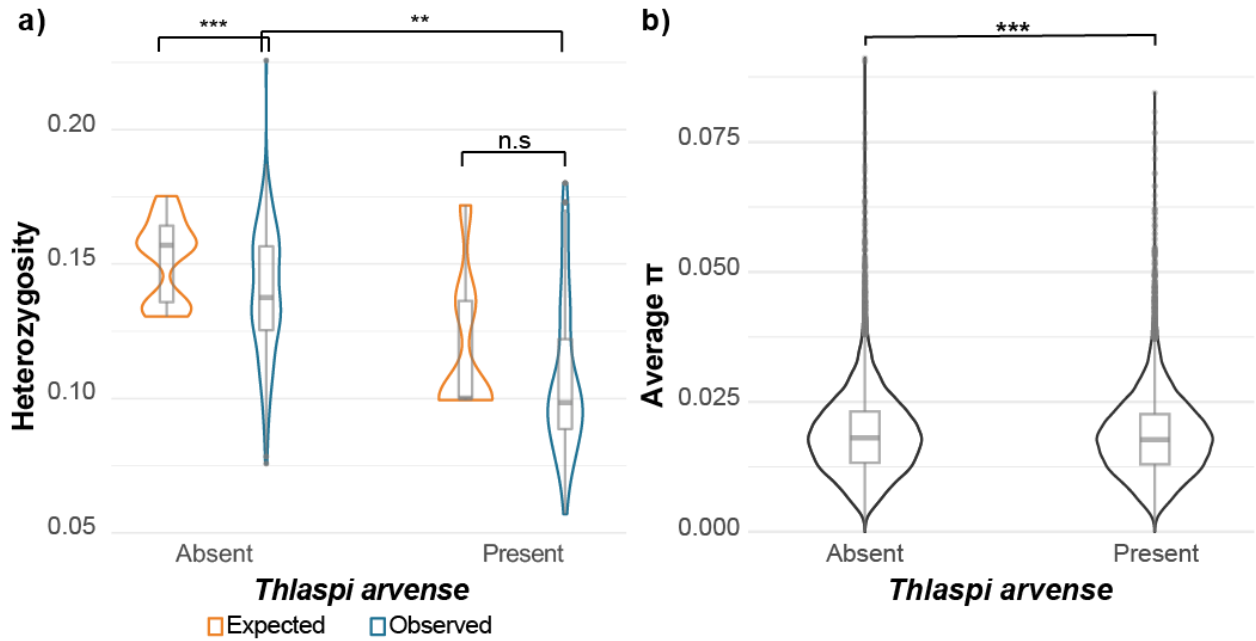 a)
***
**
n.s
0.20
0.15
0.10
0.05
Heterozygosity
Absent
Present
Thlaspi arvense
Expected
Observed
b)
***
0.075
0.050
0.025
0.000
Average π
Absent
Present
Thlaspi arvense